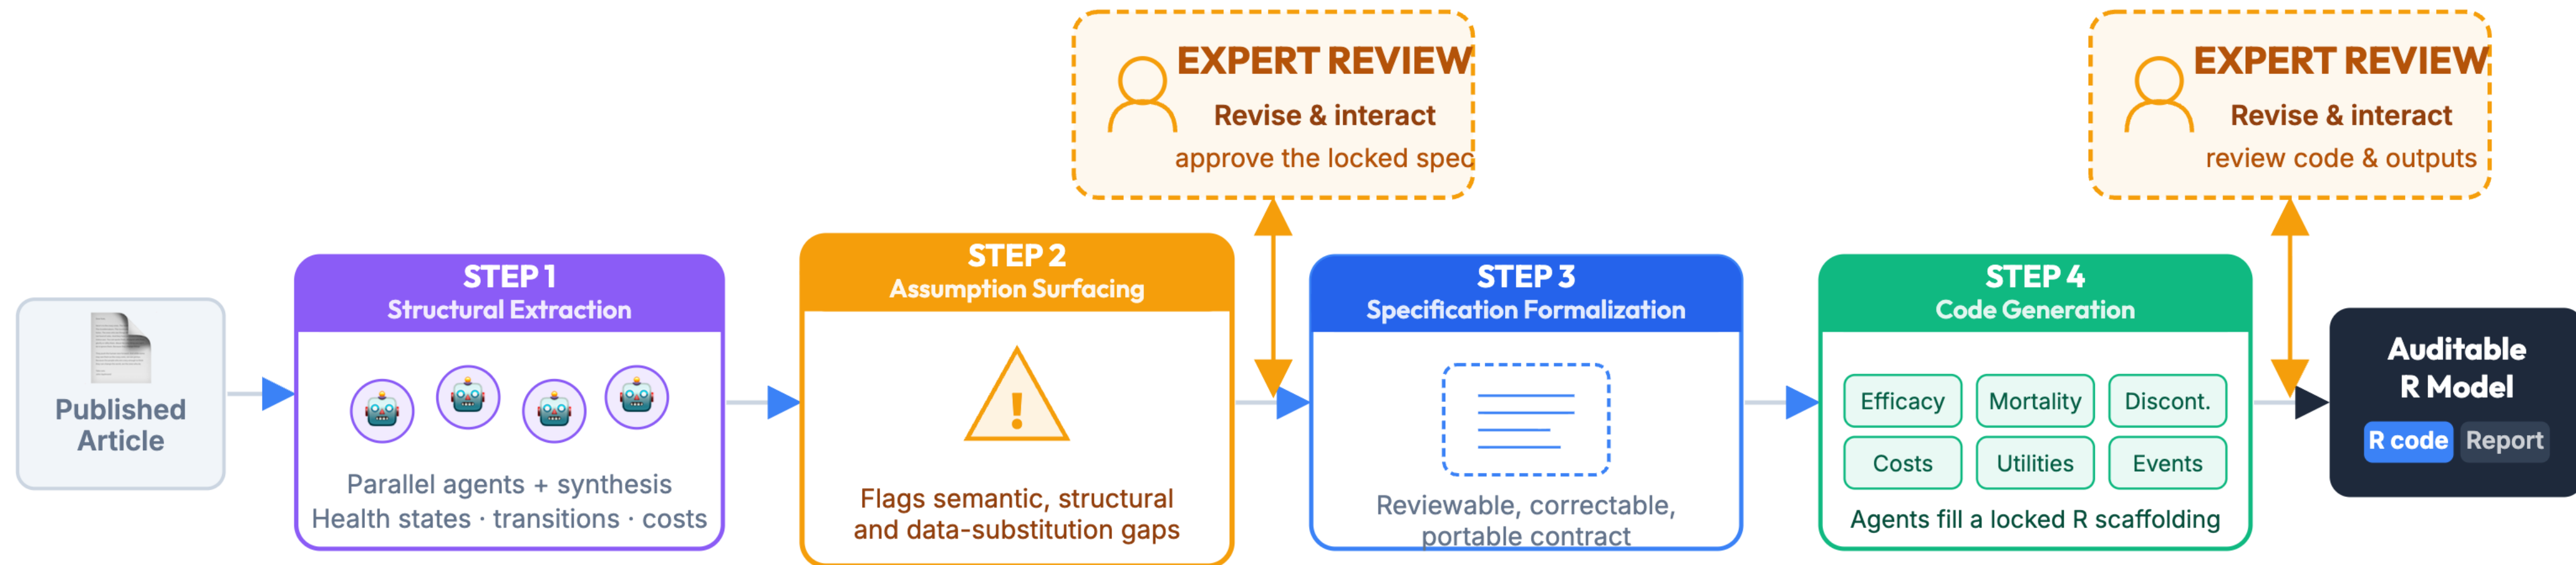 EXPERT REVIEW
Revise & interact
approve the locked spec
EXPERT REVIEW
Revise & interact
review code & outputs
Published
Article
STEP 1
Structural Extraction
Parallel agents + synthesis
Health states · transitions · costs
STEP 2
Assumption Surfacing
!
Flags semantic, structural
and data-substitution gaps
STEP 3
Specification Formalization
Reviewable, correctable,
portable contract
STEP 4
Code Generation
Efficacy
Mortality
Discont.
Costs
Utilities
Events
Agents fill a locked R scaffolding
Auditable
R Model
R code
Report